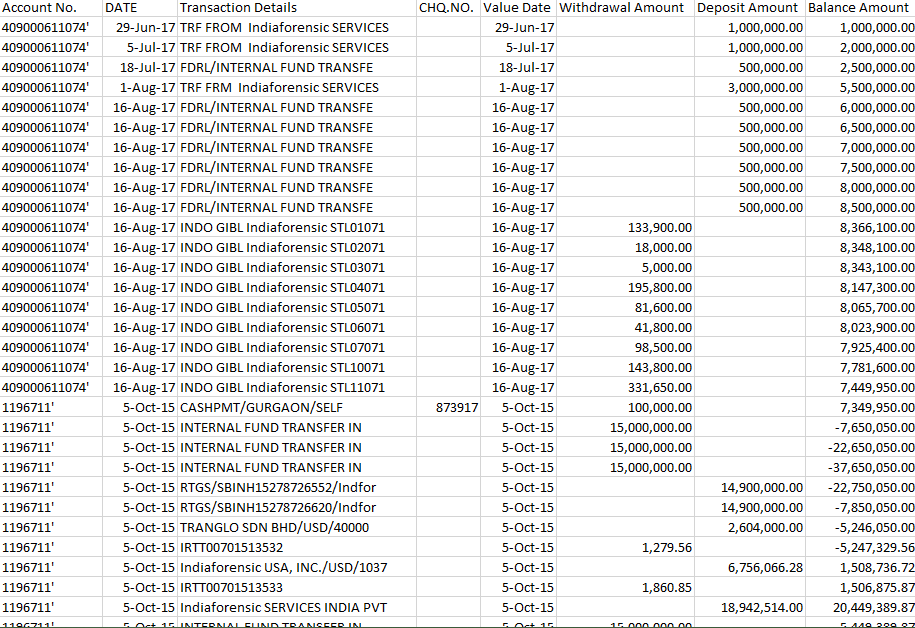 Account No. DATE Transaction Details CHQ.NO. Value Date Withdrawal Amount Deposit Amount Balance Amount
409000611074' 29-Jun-17 TRF FROM Indiaforensic SERVICES 29-Jun-17 1,000,000.00 1,000,000.00
409000611074' 5-Jul-17 TRF FROM Indiaforensic SERVICES 5-Jul-17 1,000,000.00 2,000,000.00
409000611074' 18-Jul-17 FDRL/INTERNAL FUND TRANSFE 18-Jul-17 500,000.00 2,500,000.00
409000611074' 1-Aug-17 TRF FRM Indiaforensic SERVICES 1-Aug-17 3,000,000.00 5,500,000.00
409000611074' 16-Aug-17 FDRL/INTERNAL FUND TRANSFE 16-Aug-17 500,000.00 6,000,000.00
409000611074' 16-Aug-17 FDRL/INTERNAL FUND TRANSFE 16-Aug-17 500,000.00 6,500,000.00
409000611074' 16-Aug-17 FDRL/INTERNAL FUND TRANSFE 16-Aug-17 500,000.00 7,000,000.00
409000611074' 16-Aug-17 FDRL/INTERNAL FUND TRANSFE 16-Aug-17 500,000.00 7,500,000.00
409000611074' 16-Aug-17 FDRL/INTERNAL FUND TRANSFE 16-Aug-17 500,000.00 8,000,000.00
409000611074' 16-Aug-17 FDRL/INTERNAL FUND TRANSFE 16-Aug-17 500,000.00 8,500,000.00
409000611074' 16-Aug-17 INDO GIBL Indiaforensic STL01071 16-Aug-17 133,900.00 8,366,100.00
409000611074' 16-Aug-17 INDO GIBL Indiaforensic STL02071 16-Aug-17 18,000.00 8,348,100.00
409000611074' 16-Aug-17 INDO GIBL Indiaforensic STL03071 16-Aug-17 5,000.00 8,343,100.00
409000611074' 16-Aug-17 INDO GIBL Indiaforensic STL04071 16-Aug-17 195,800.00 8,147,300.00
409000611074' 16-Aug-17 INDO GIBL Indiaforensic STL05071 16-Aug-17 81,600.00 8,065,700.00
409000611074' 16-Aug-17 INDO GIBL Indiaforensic STL06071 16-Aug-17 41,800.00 8,023,900.00
409000611074' 16-Aug-17 INDO GIBL Indiaforensic STL07071 16-Aug-17 98,500.00 7,925,400.00
409000611074' 16-Aug-17 INDO GIBL Indiaforensic STL10071 16-Aug-17 143,800.00 7,781,600.00
409000611074' 16-Aug-17 INDO GIBL Indiaforensic STL11071 16-Aug-17 331,650.00 7,449,950.00
1196711' 5-Oct-15 CASHPMT/GURGAON/SELF 873917 5-Oct-15 100,000.00 7,349,950.00
1196711' 5-Oct-15 INTERNAL FUND TRANSFER IN 5-Oct-15 15,000,000.00 -7,650,050.00
1196711' 5-Oct-15 INTERNAL FUND TRANSFER IN 5-Oct-15 15,000,000.00 -22,650,050.00
1196711' 5-Oct-15 INTERNAL FUND TRANSFER IN 5-Oct-15 15,000,000.00 -37,650,050.00
1196711' 5-Oct-15 RTGS/SBINH15278726552/Indfor 5-Oct-15 14,900,000.00 -22,750,050.00
1196711' 5-Oct-15 RTGS/SBINH15278726620/Indfor 5-Oct-15 14,900,000.00 -7,850,050.00
1196711' 5-Oct-15 TRANGLO SDN BHD/USD/40000 5-Oct-15 2,604,000.00 -5,246,050.00
1196711' 5-Oct-15 IRTT00701513532 5-Oct-15 1,279.56 -5,247,329.56
1196711' 5-Oct-15 Indiaforensic USA, INC./USD/1037 5-Oct-15 6,756,066.28 1,508,736.72
1196711' 5-Oct-15 IRTT00701513533 5-Oct-15 1,860.85 1,506,875.87
1196711' 5-Oct-15 Indiaforensic SERVICES INDIA PVT 5-Oct-15 18,942,514.00 20,449,389.87
1196711' 5-Oct-15 INTERNAL FUND TRANSFER IN 5-Oct-15 15,000,000.00 5,449,389.87